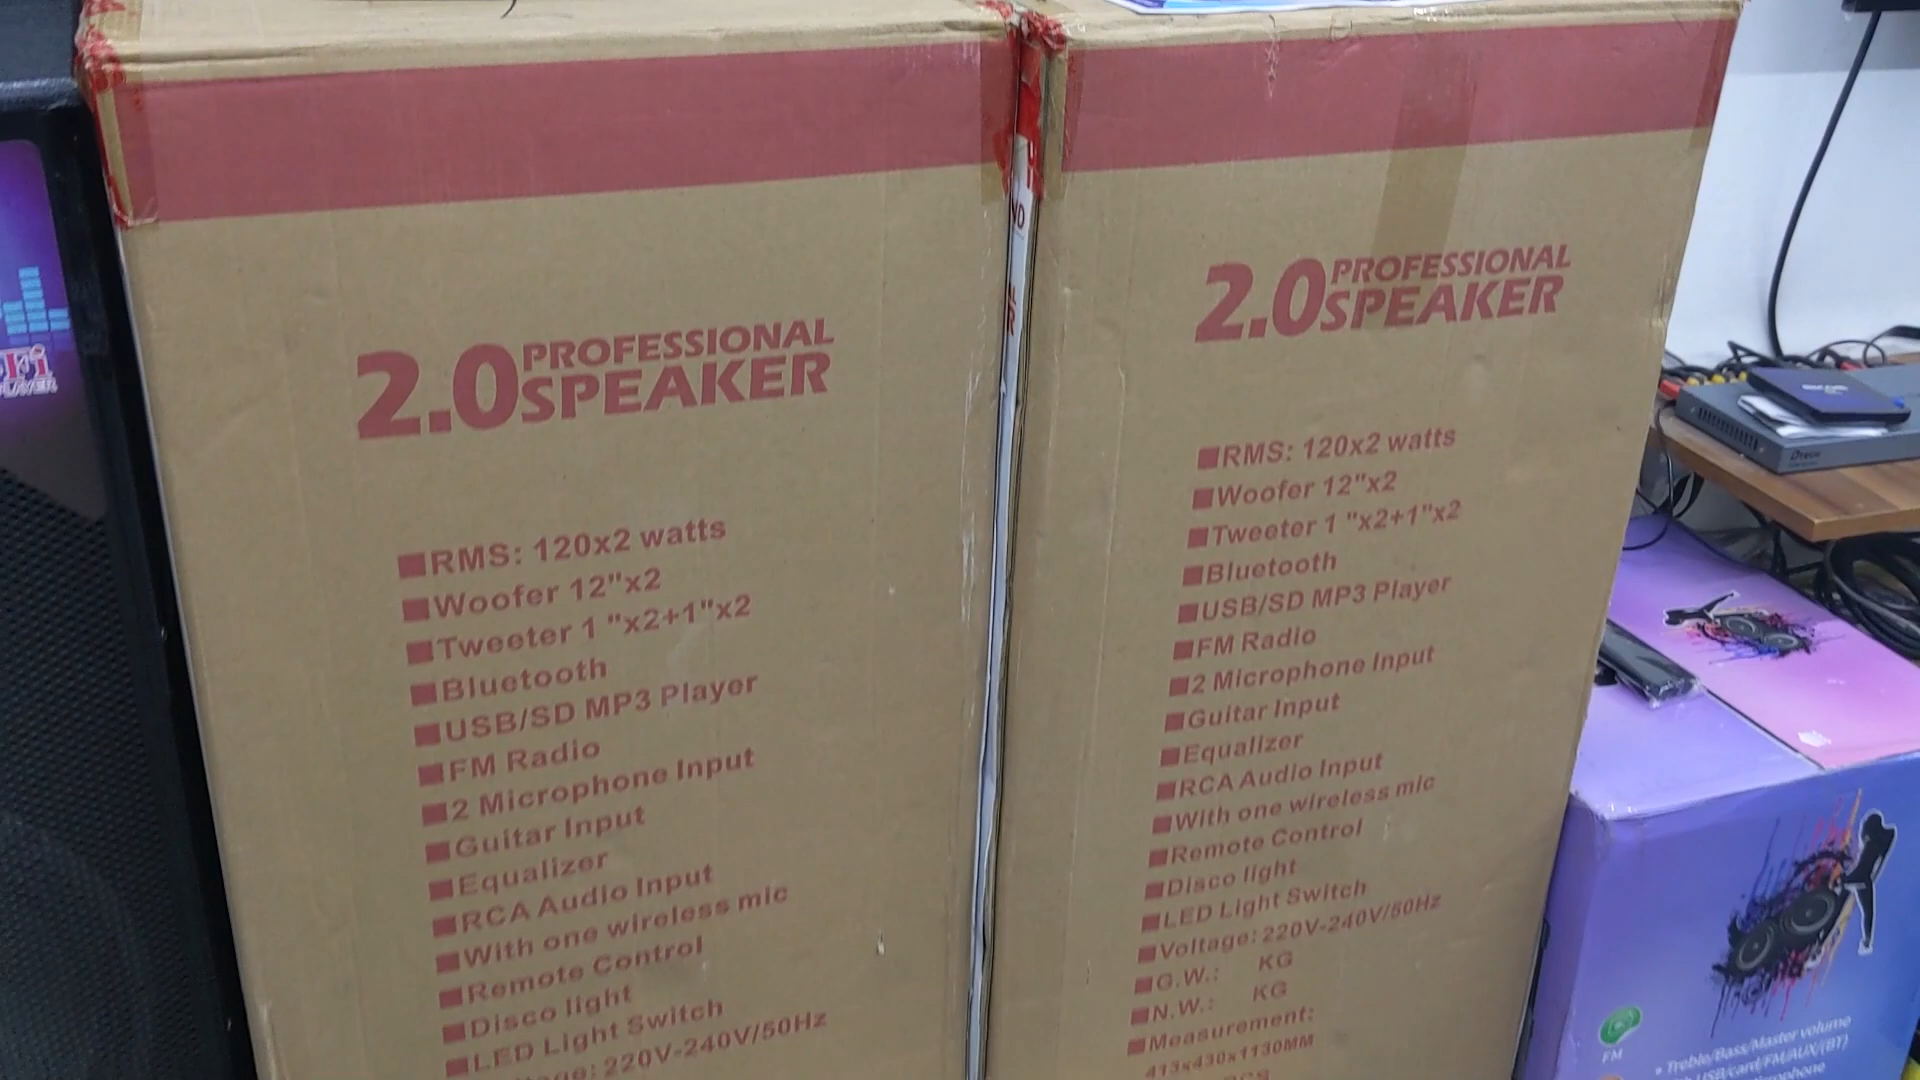 2.0 PROFESSIONAL
SPEAKER
RMS: 120x2 watts
Woofer 12"x2
Tweeter 1 "x2+1"x2
Bluetooth
USB/SD MP3 Player
FM Radio
2 Microphone Input
Guitar Input
Equalizer
RCA Audio Input
With one wireless mic
Remote Control
Disco light
LED Light Switch
220V-240V/50Hz
2.0 PROFESSIONAL
SPEAKER
RMS: 120x2 watts
Woofer 12"x2
Tweeter 1 "x2+1"x2
Bluetooth
USB/SD MP3 Player
FM Radio
2 Microphone Input
Guitar Input
Equalizer
RCA Audio Input
With one wireless mic
Remote Control
Disco light
LED Light Switch
Voltage: 220V-240V/50Hz
G.W.: KG
N.W.: KG
Measurement:
413x430x1130MM
FM
• Treble/Bass/Master volume
USB/card/FM/AUX/(BT)